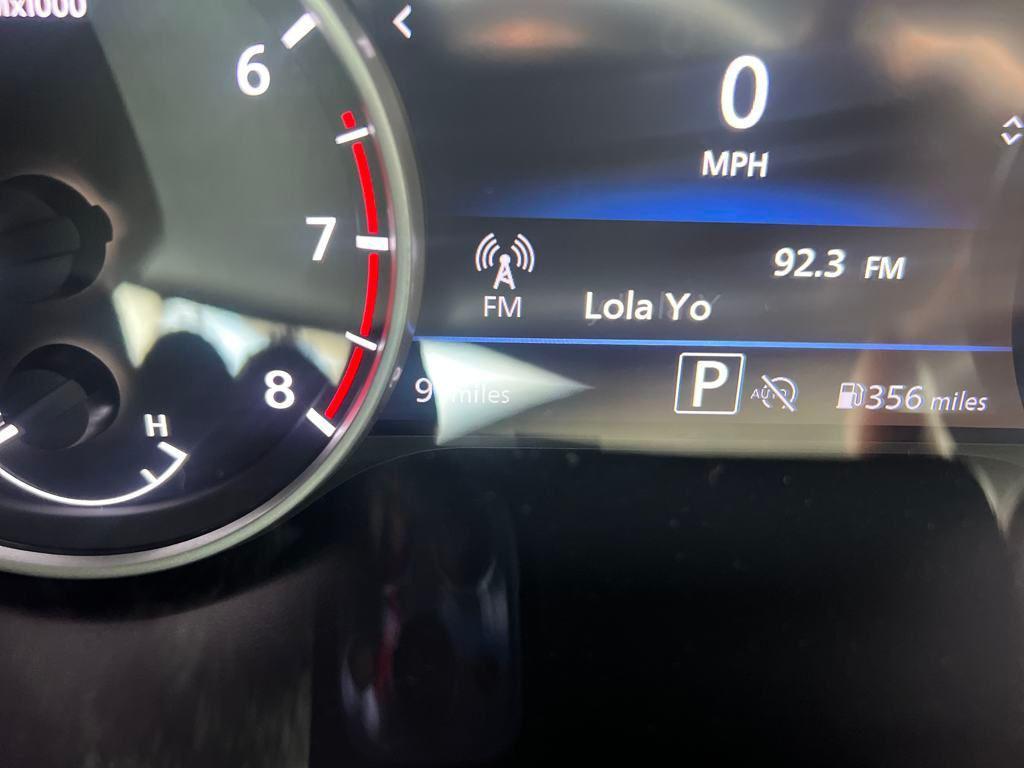 x1000
6
7
8
H
0
MPH
92.3 FM
FM
Lola Yo
miles
P
AUTO
356 miles